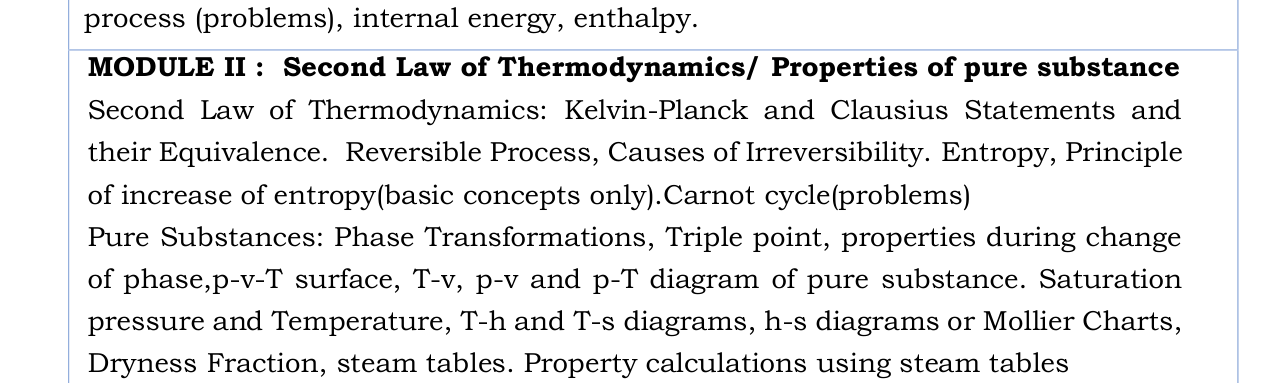 process (problems), internal energy, enthalpy.
MODULE II :  Second Law of Thermodynamics/ Properties of pure substance
Second Law of Thermodynamics: Kelvin-Planck and Clausius Statements and
their Equivalence.  Reversible Process, Causes of Irreversibility. Entropy, Principle
of increase of entropy(basic concepts only).Carnot cycle(problems)
Pure Substances: Phase Transformations, Triple point, properties during change
of phase,p-v-T surface, T-v, p-v and p-T diagram of pure substance. Saturation
pressure and Temperature, T-h and T-s diagrams, h-s diagrams or Mollier Charts,
Dryness Fraction, steam tables. Property calculations using steam tables